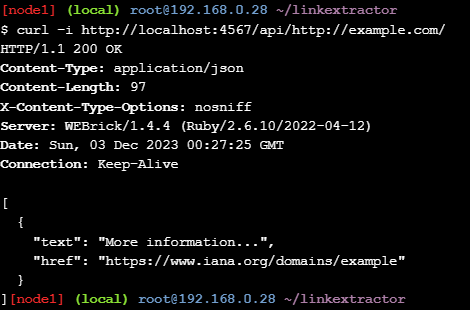 [node1] (local) root@192.168.0.28 ~/linkextractor
$ curl -i http://localhost:4567/api/http://example.com/
HTTP/1.1 200 OK
Content-Type: application/json
Content-Length: 97
X-Content-Type-Options: nosniff
Server: WEBrick/1.4.4 (Ruby/2.6.10/2022-04-12)
Date: Sun, 03 Dec 2023 00:27:25 GMT
Connection: Keep-Alive

[
  {
    "text": "More information...",
    "href": "https://www.iana.org/domains/example"
  }
][node1] (local) root@192.168.0.28 ~/linkextractor